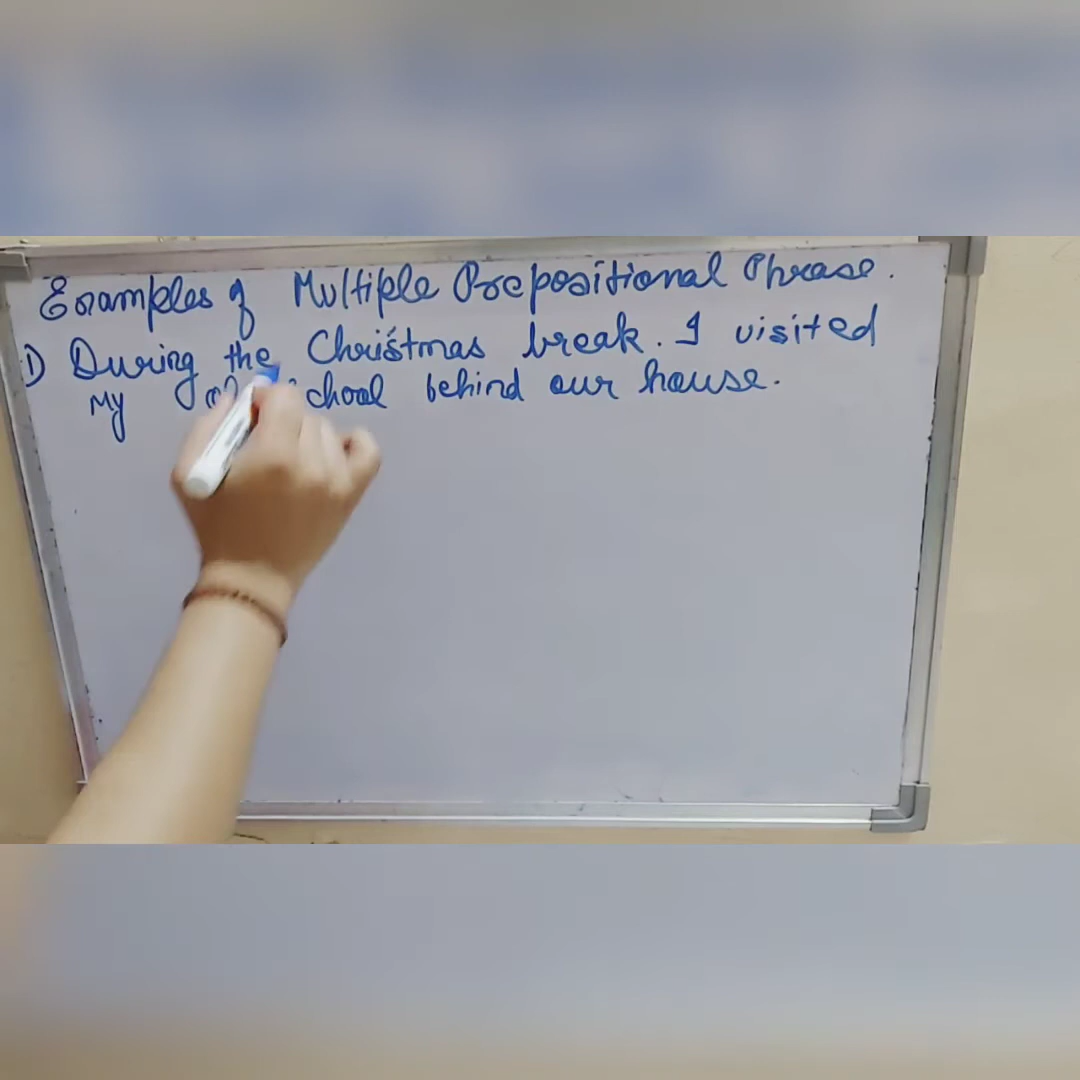 Examples of Multiple Prepositional Phrase.
1) During the Christmas break. I visited
My school behind our house.